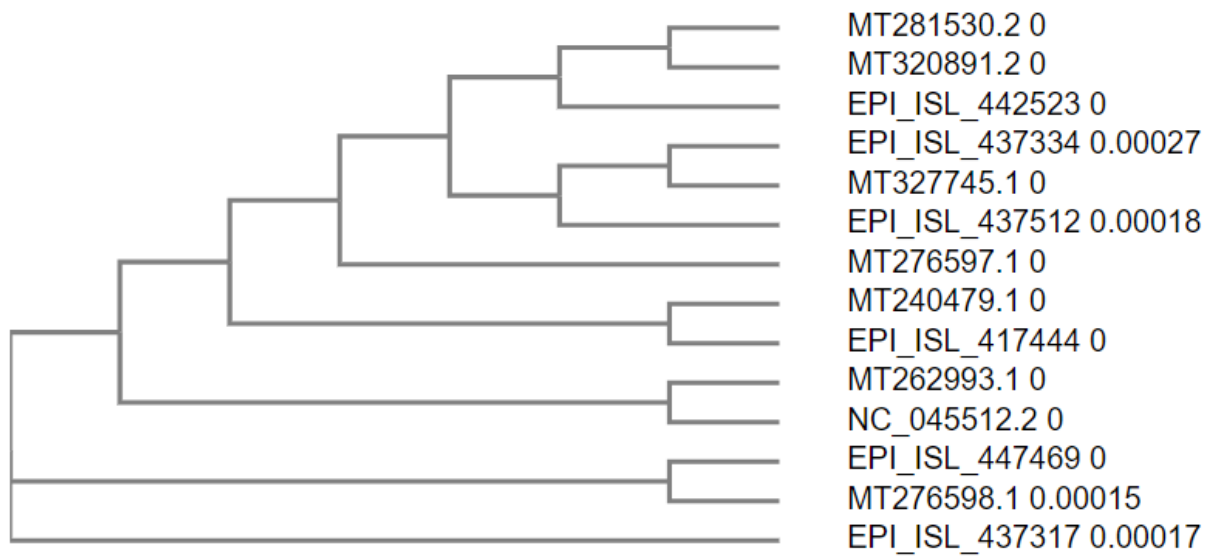 MT281530.2 0
MT320891.2 0
EPI_ISL_442523 0
EPI_ISL_437334 0.00027
MT327745.1 0
EPI_ISL_437512 0.00018
MT276597.1 0
MT240479.1 0
EPI_ISL_417444 0
MT262993.1 0
NC_045512.2 0
EPI_ISL_447469 0
MT276598.1 0.00015
EPI_ISL_437317 0.00017